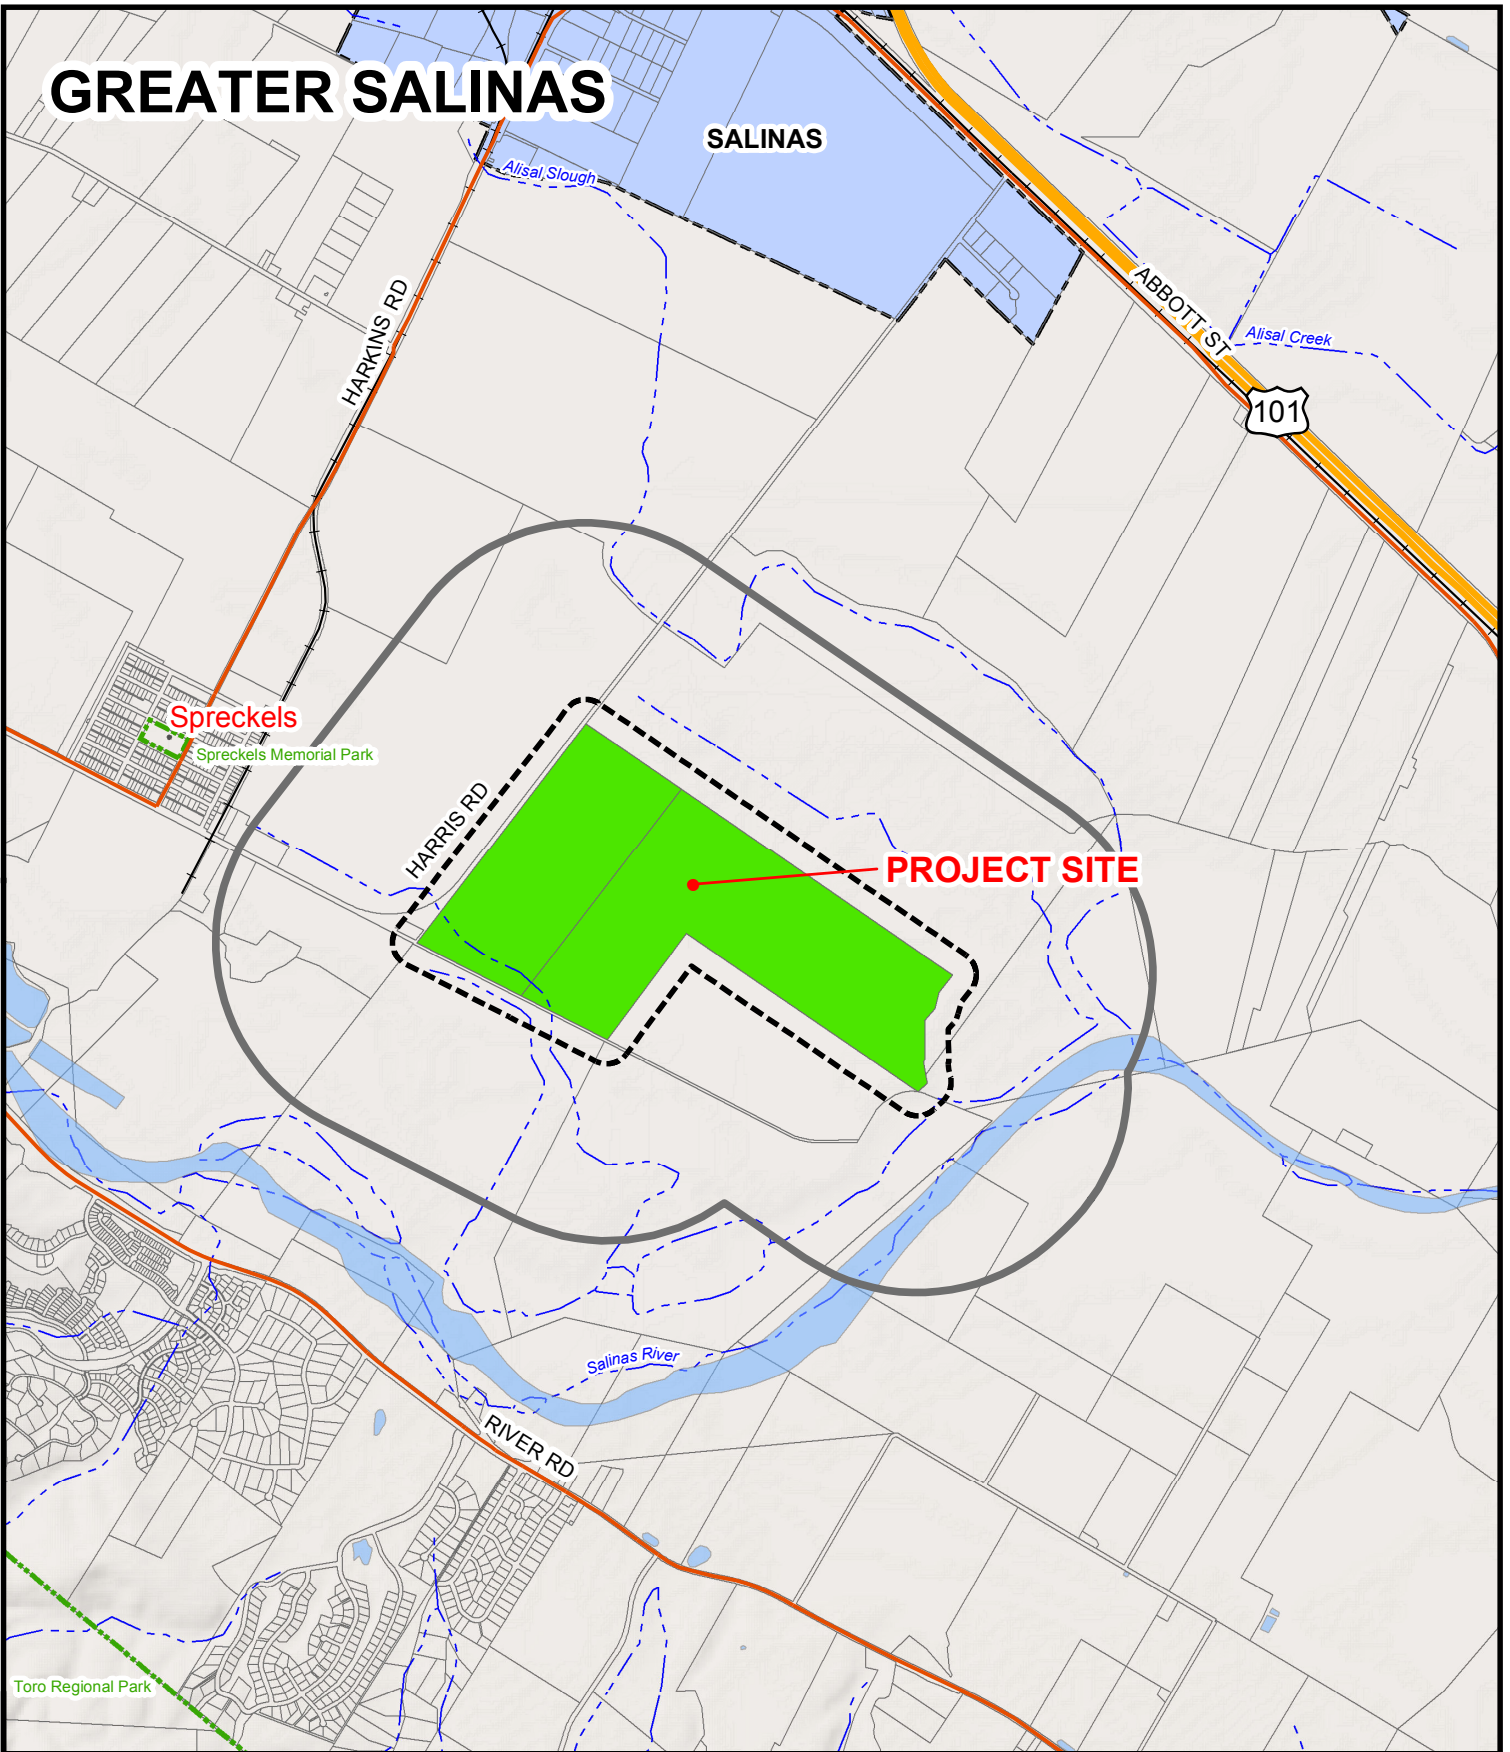 GREATER SALINAS
SALINAS
Alisal Slough
HARKINS RD
ABBOTT ST
Alisal Creek
101
Spreckels
Spreckels Memorial Park
HARRIS RD
PROJECT SITE
Salinas River
RIVER RD
Toro Regional Park